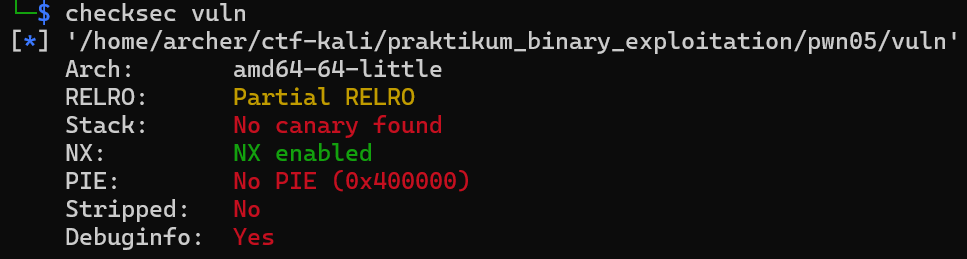 └─$ checksec vuln
[*] '/home/archer/ctf-kali/praktikum_binary_exploitation/pwn05/vuln'
    Arch:       amd64-64-little
    RELRO:      Partial RELRO
    Stack:      No canary found
    NX:         NX enabled
    PIE:        No PIE (0x400000)
    Stripped:   No
    Debuginfo:  Yes